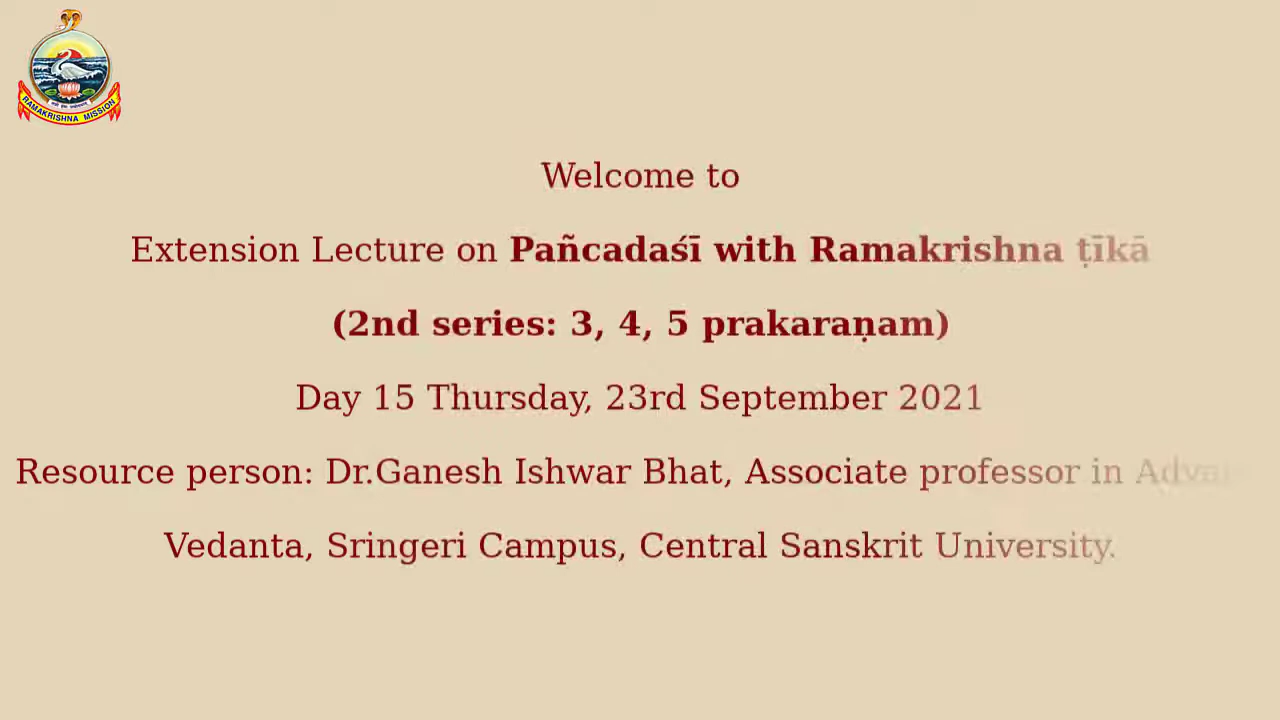 RAMAKRISHNA MISSION
Welcome to
Extension Lecture on Pañcadaśī with Ramakrishna ṭīkā
(2nd series: 3, 4, 5 prakaraṇam)
Day 15 Thursday, 23rd September 2021
Resource person: Dr.Ganesh Ishwar Bhat, Associate professor in
Vedanta, Sringeri Campus, Central Sanskrit University.